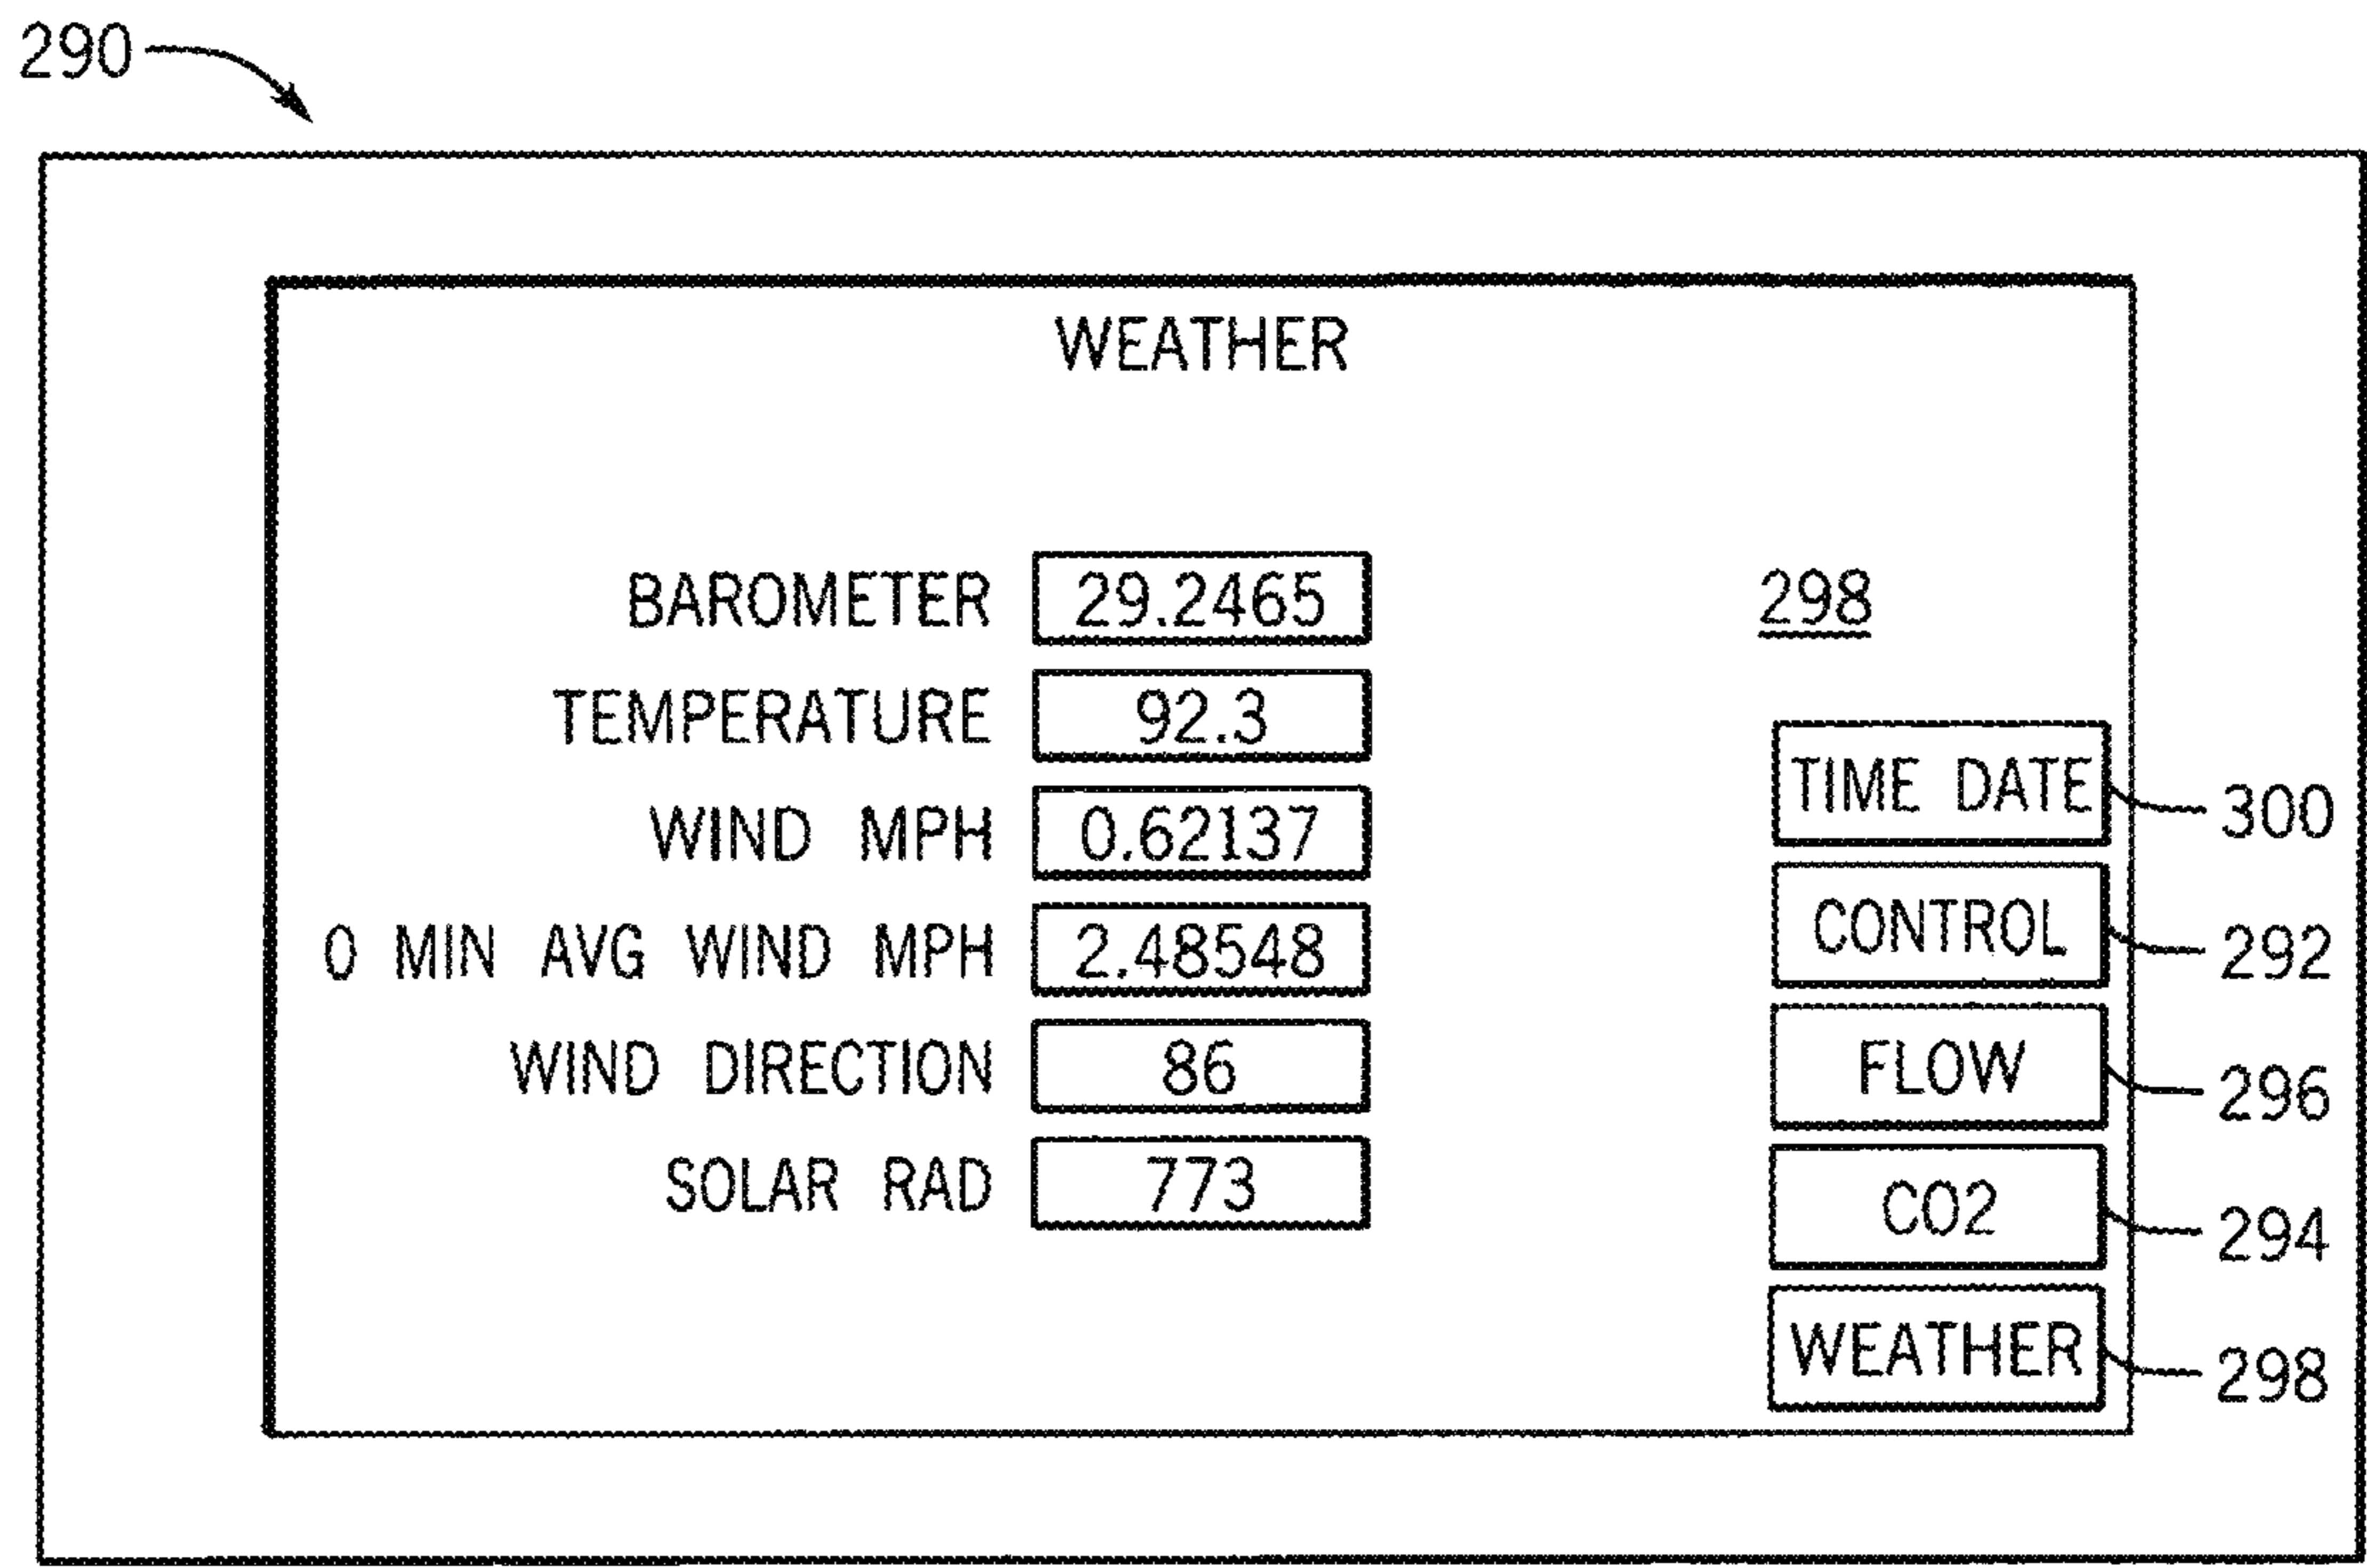 290
WEATHER
BAROMETER 29.2465
298
TEMPERATURE 92.3
TIME DATE 300
WIND MPH 0.62137
CONTROL 292
0 MIN AVG WIND MPH 2.48548
FLOW 296
WIND DIRECTION 86
SOLAR RAD 773
CO2 294
WEATHER 298